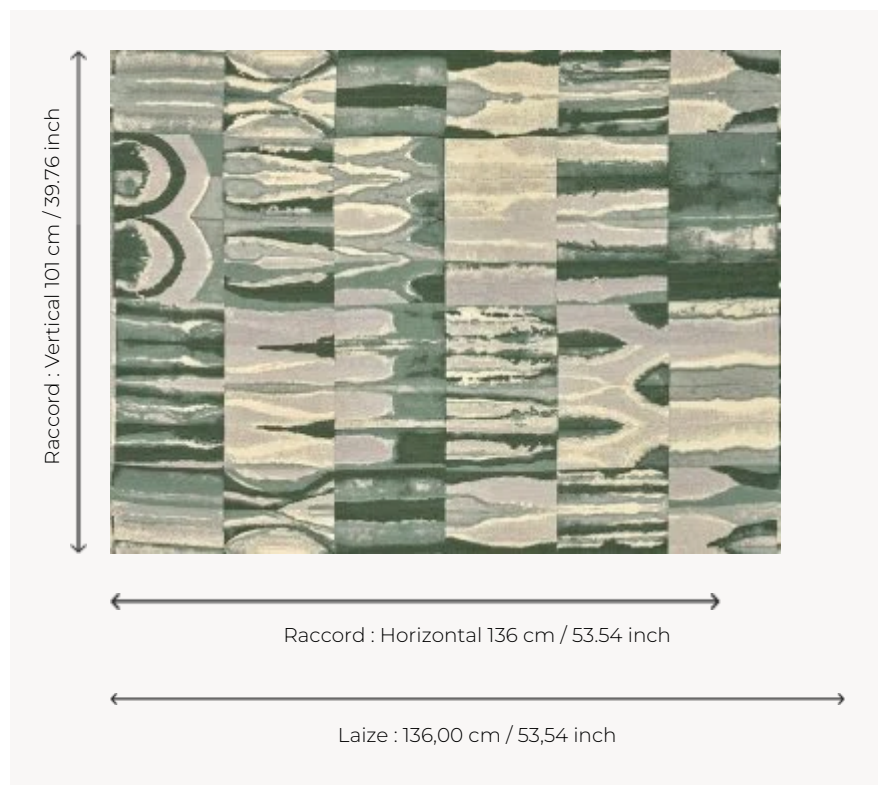 Raccord : Vertical 101 cm / 39.76 inch
Raccord : Horizontal 136 cm / 53.54 inch
Laize : 136,00 cm / 53,54 inch